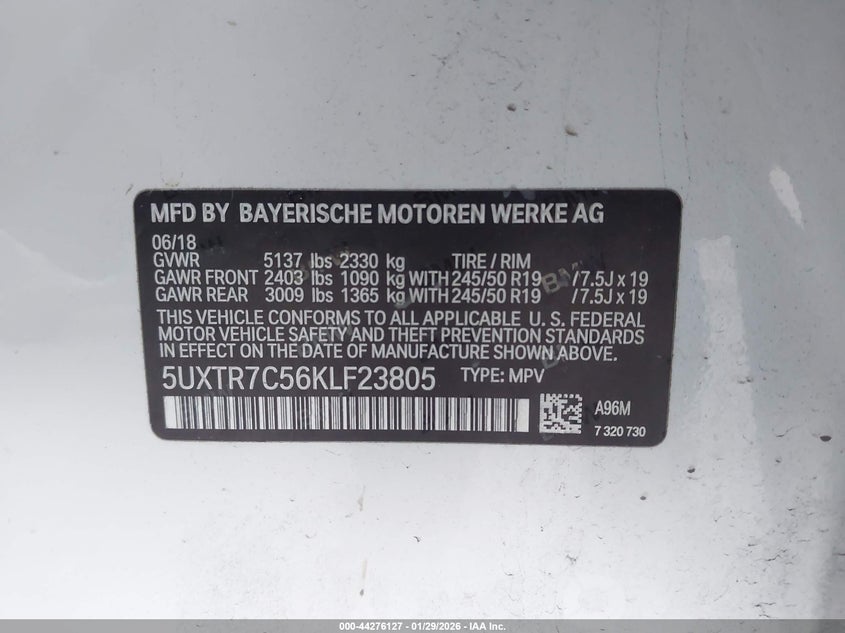 MFD BY BAYERISCHE MOTOREN WERKE AG
06/18
GVWR 5137 lbs 2330 kg TIRE / RIM
GAWR FRONT 2403 lbs 1090 kg WITH 245/50 R19 / 7.5J x 19
GAWR REAR 3009 lbs 1365 kg WITH 245/50 R19 / 7.5J x 19
THIS VEHICLE CONFORMS TO ALL APPLICABLE U. S. FEDERAL
MOTOR VEHICLE SAFETY AND THEFT PREVENTION STANDARDS
IN EFFECT ON THE DATE OF MANUFACTURE SHOWN ABOVE.
5UXTR7C56KLF23805 TYPE: MPV
A96M
7 320 730
000-44276127 - 01/29/2026 - IAA Inc.